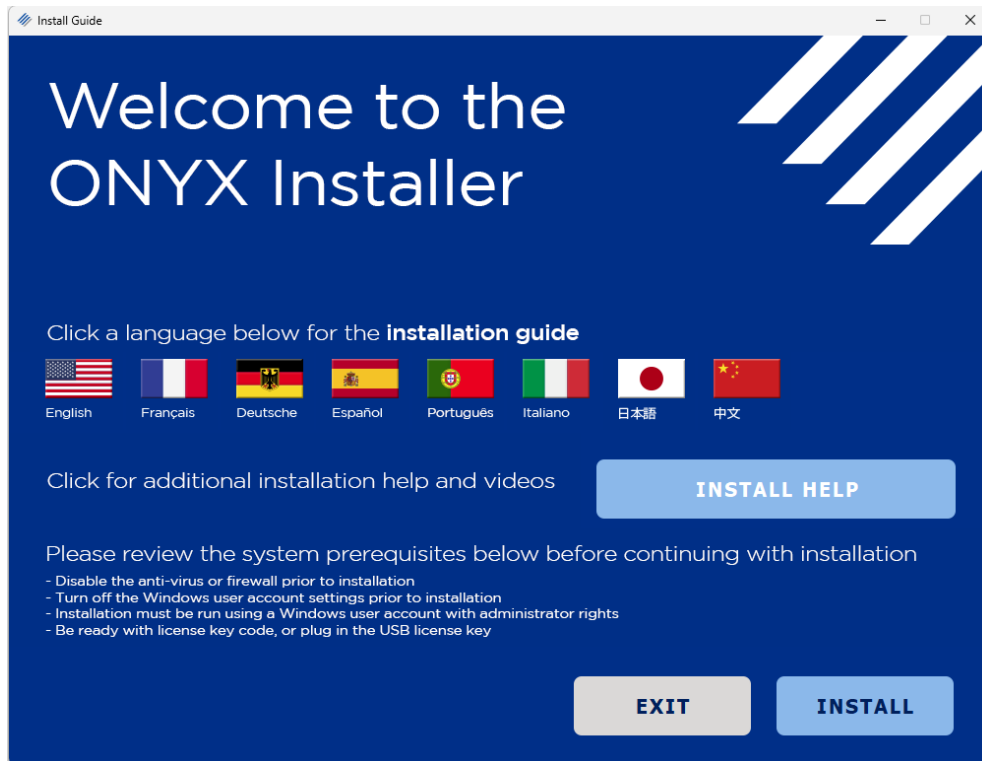 Install Guide
Welcome to the
ONYX Installer
Click a language below for the installation guide
English
Français
Deutsche
Español
Português
Italiano
日本語
中文
Click for additional installation help and videos
INSTALL HELP
Please review the system prerequisites below before continuing with installation
- Disable the anti-virus or firewall prior to installation
- Turn off the Windows user account settings prior to installation
- Installation must be run using a Windows user account with administrator rights
- Be ready with license key code, or plug in the USB license key
EXIT
INSTALL